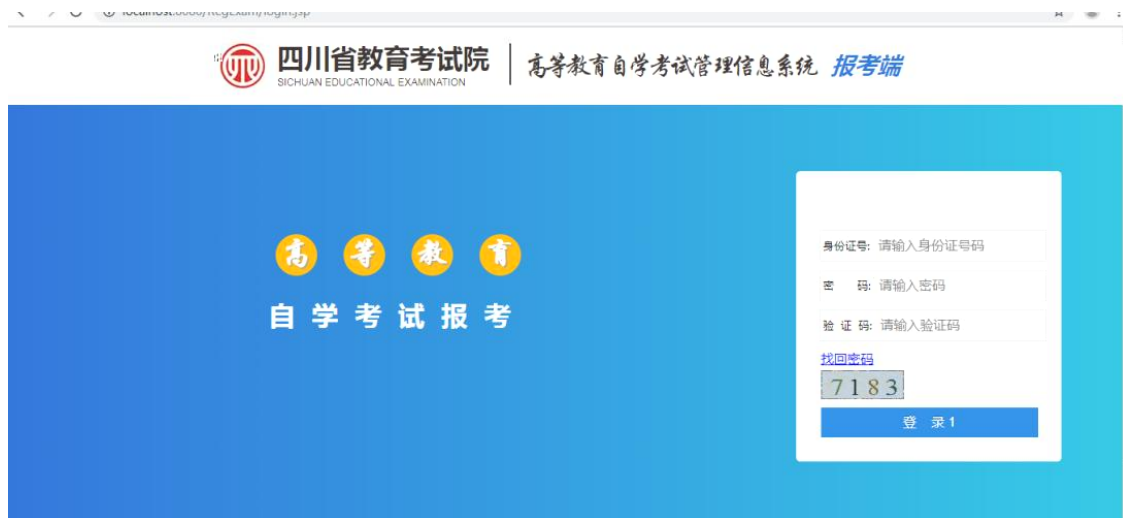 四川省教育考试院
SICHUAN EDUCATIONAL EXAMINATION
高等教育自学考试管理信息系统 报考端
高等教育
自学考试报考
身份证号: 请输入身份证号码
密 码: 请输入密码
验 证 码: 请输入验证码
找回密码
7183
登 录1